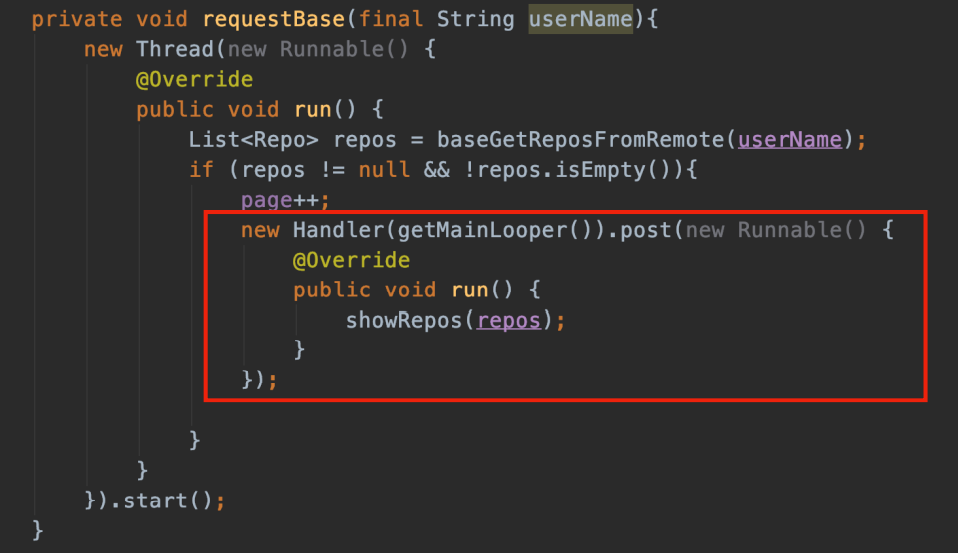 private void requestBase(final String userName){
    new Thread(new Runnable() {
        @Override
        public void run() {
            List<Repo> repos = baseGetReposFromRemote(userName);
            if (repos != null && !repos.isEmpty()){
                page++;
                new Handler(getMainLooper()).post(new Runnable() {
                    @Override
                    public void run() {
                        showRepos(repos);
                    }
                });
            }
        }
    }).start();
}